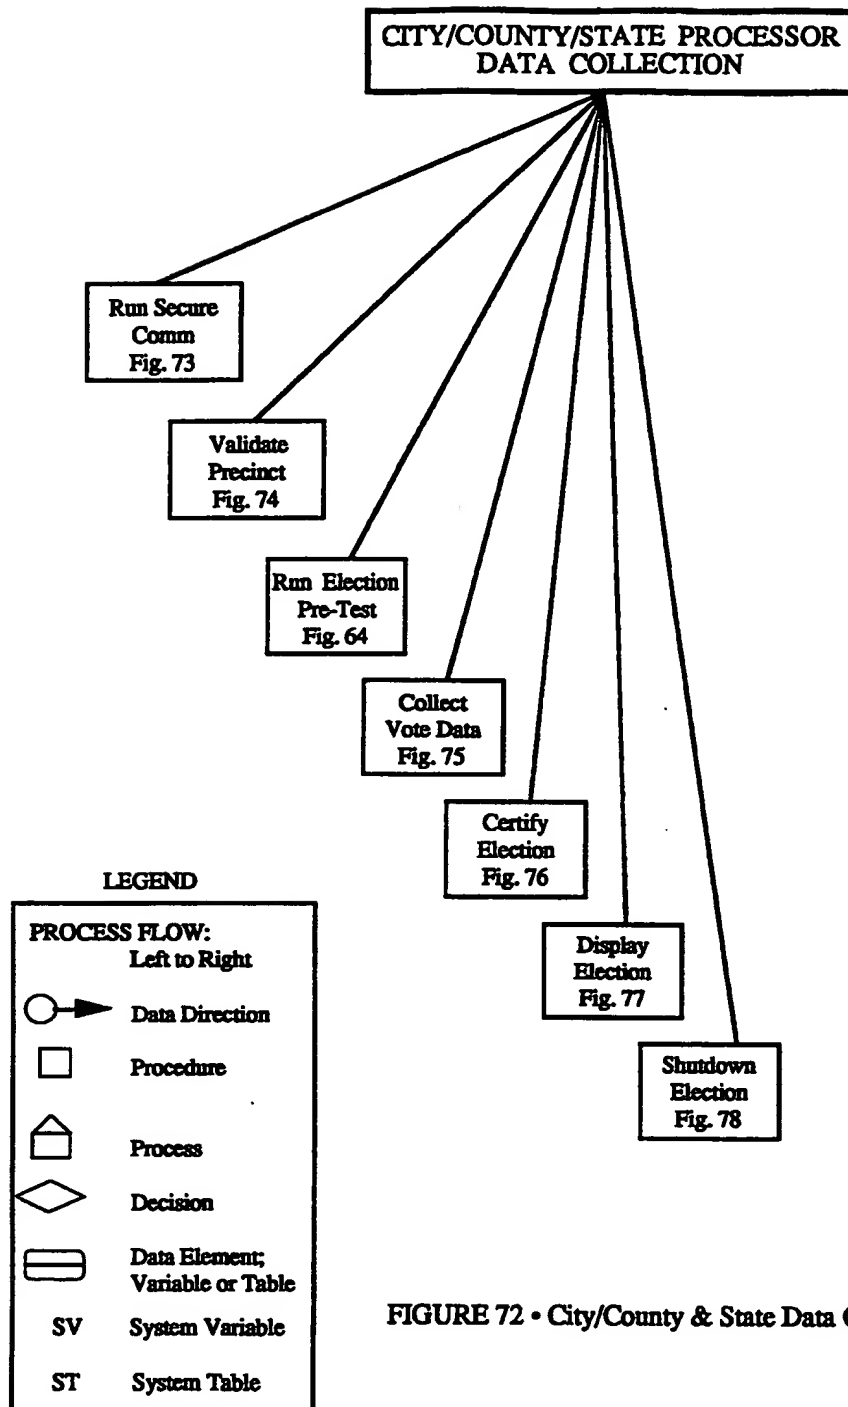 CITY/COUNTY/STATE PROCESSOR
DATA COLLECTION
Run Secure
Comm
Fig. 73
Validate
Precinct
Fig. 74
Run Election
Pre-Test
Fig. 64
Collect
Vote Data
Fig. 75
Certify
Election
Fig. 76
Display
Election
Fig. 77
Shutdown
Election
Fig. 78
LEGEND
PROCESS FLOW:
Left to Right
Data Direction
Procedure
Process
Decision
Data Element;
Variable or Table
SV System Variable
ST System Table
FIGURE 72 • City/County & State Data